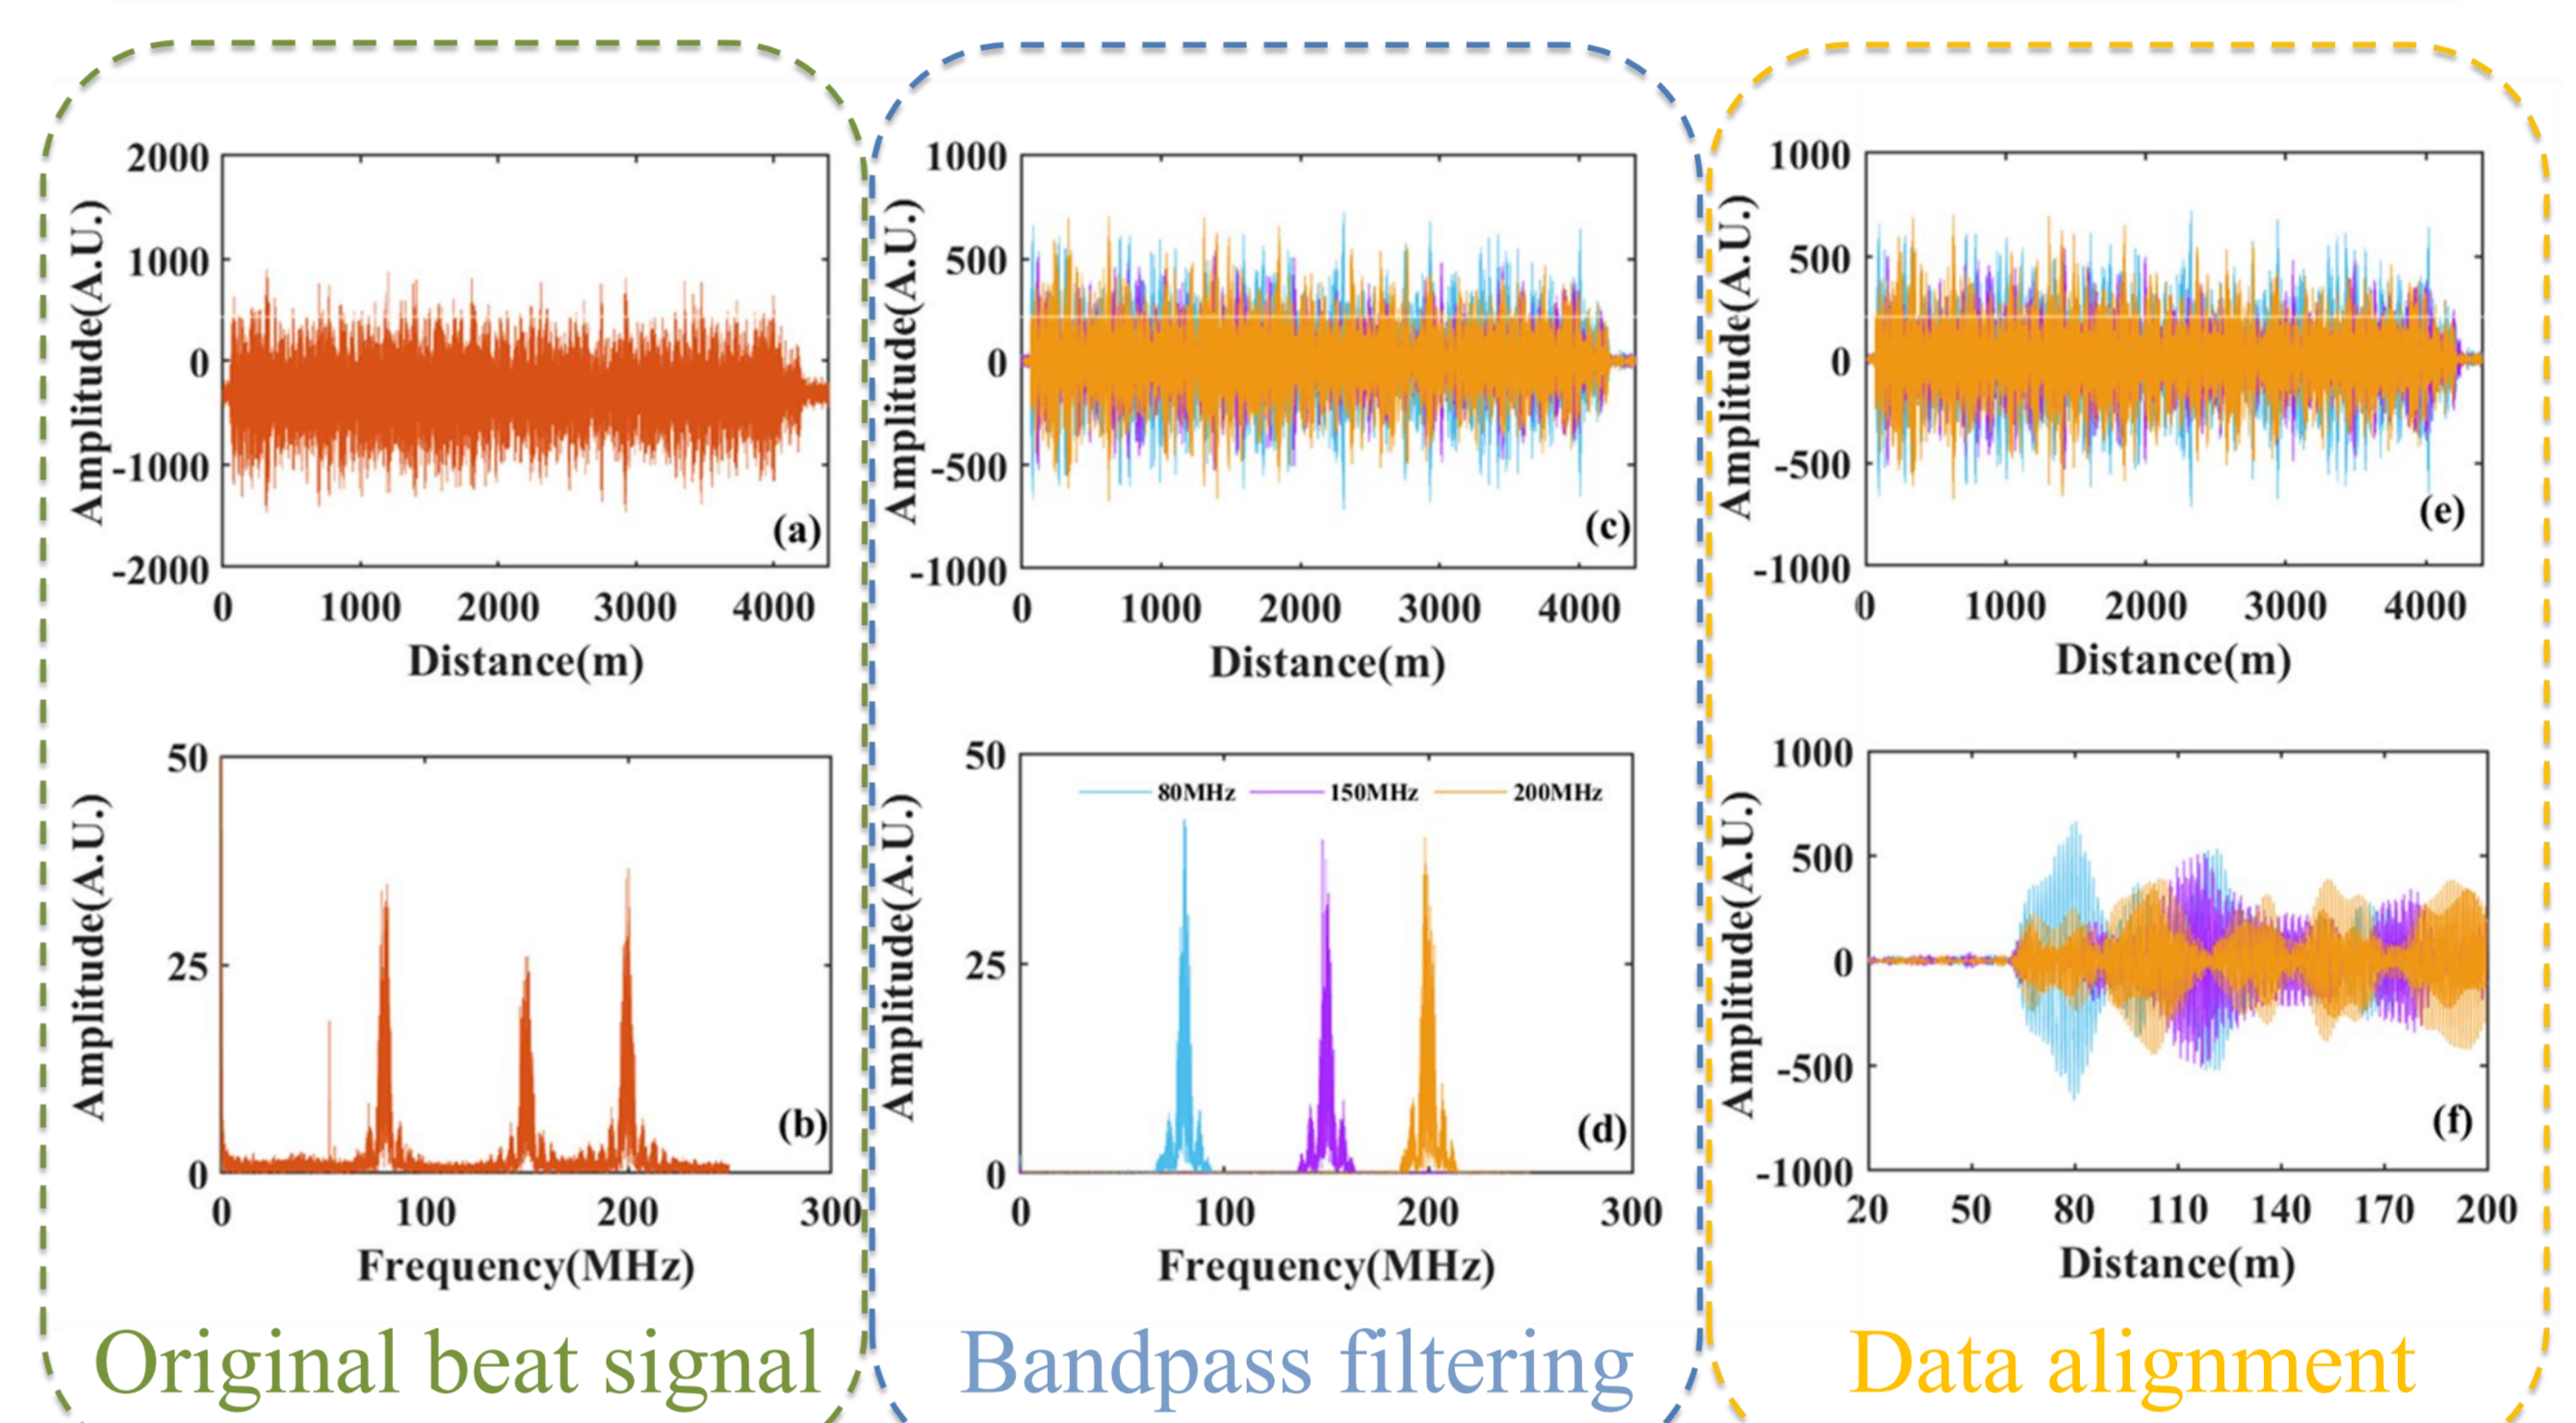 2000
1000
0
-1000
-2000
Amplitude(A.U.)
(a)
0 1000 2000 3000 4000
Distance(m)
50
25
0
Amplitude(A.U.)
(b)
0 100 200 300
Frequency(MHz)
Original beat signal
1000
500
0
-500
-1000
Amplitude(A.U.)
(c)
0 1000 2000 3000 4000
Distance(m)
50
25
0
Amplitude(A.U.)
80MHz 150MHz 200MHz
(d)
0 100 200 300
Frequency(MHz)
Bandpass filtering
1000
500
0
-500
-1000
Amplitude(A.U.)
(e)
0 1000 2000 3000 4000
Distance(m)
1000
500
0
-500
-1000
Amplitude(A.U.)
(f)
20 50 80 110 140 170 200
Distance(m)
Data alignment